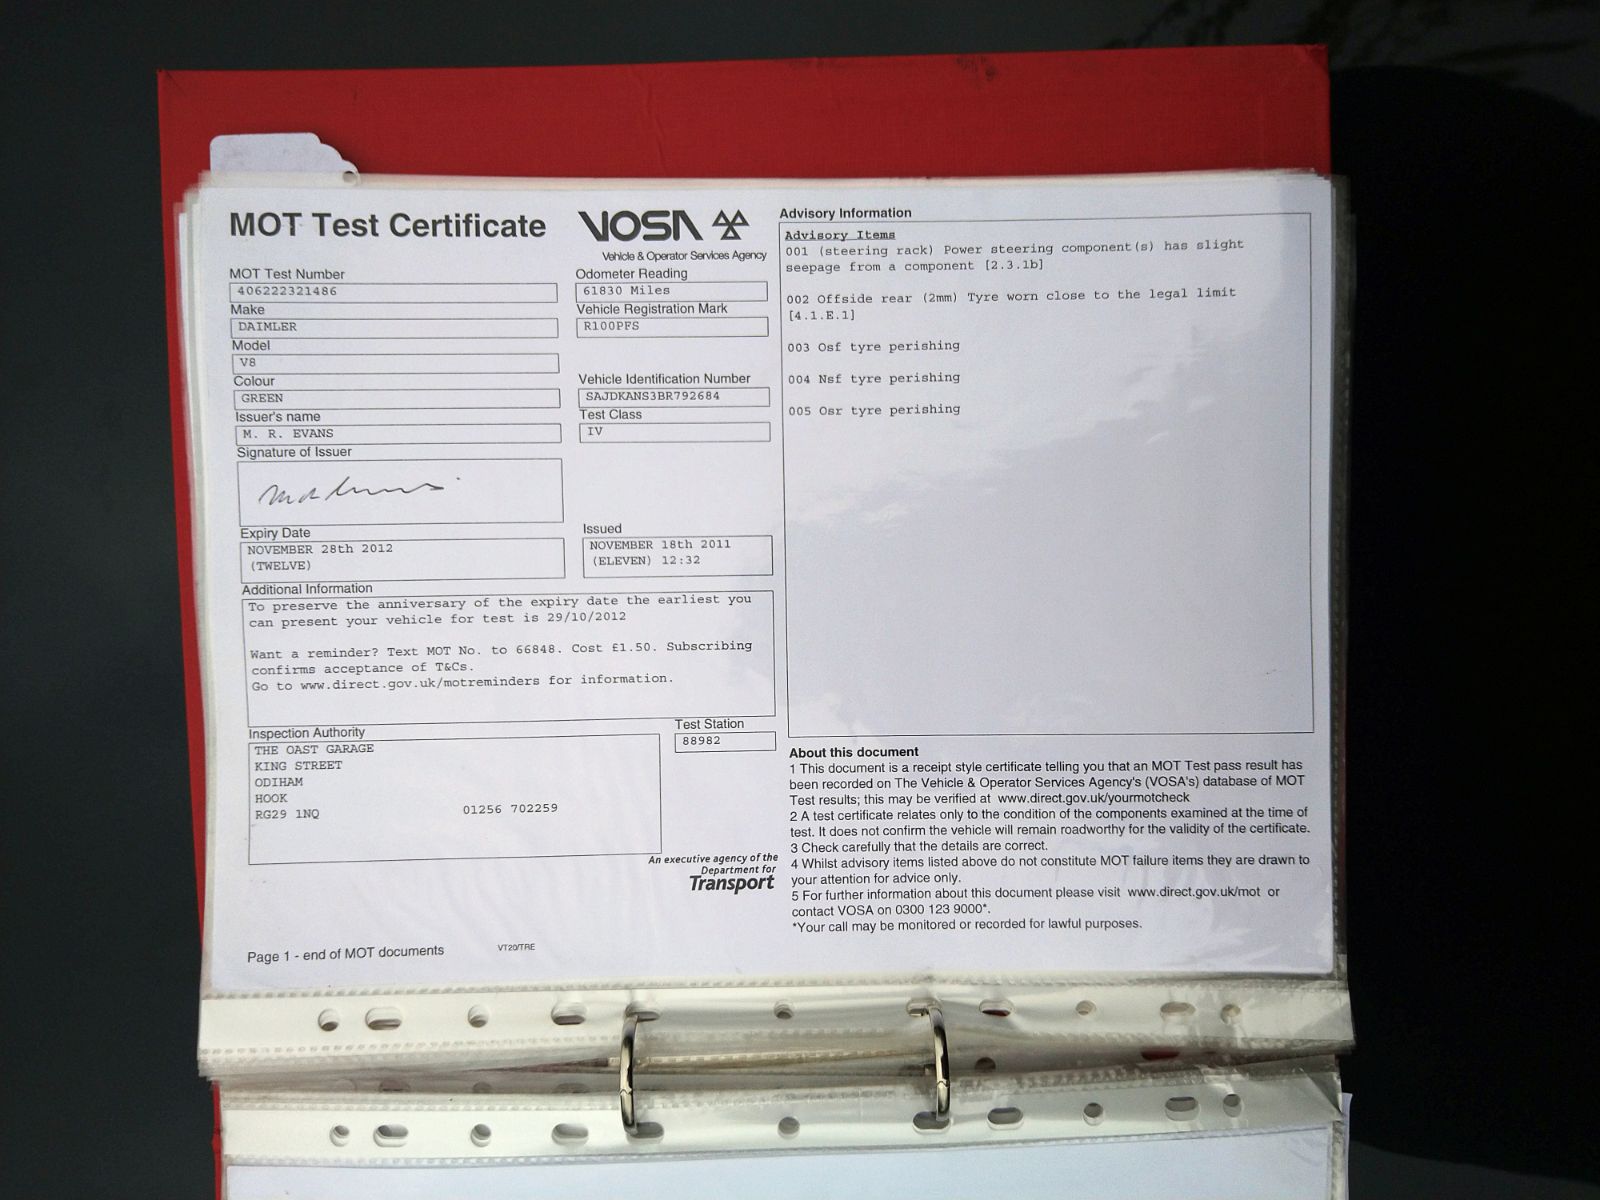 MOT Test Certificate
VOSA
Vehicle & Operator Services Agency
MOT Test Number
406222321486
Odometer Reading
61830 Miles
Make
DAIMLER
Vehicle Registration Mark
R100PFS
Model
V8
Colour
GREEN
Vehicle Identification Number
SAJDKANS3BR792684
Issuer's name
M. R. EVANS
Test Class
IV
Signature of Issuer
Expiry Date
NOVEMBER 28th 2012
(TWELVE)
Issued
NOVEMBER 18th 2011
(ELEVEN) 12:32
Additional Information
To preserve the anniversary of the expiry date the earliest you
can present your vehicle for test is 29/10/2012
Want a reminder? Text MOT No. to 66848. Cost £1.50. Subscribing
confirms acceptance of T&Cs.
Go to www.direct.gov.uk/motreminders for information.
Inspection Authority
THE OAST GARAGE
KING STREET
ODIHAM
HOOK
RG29 1NQ 01256 702259
Test Station
88982
An executive agency of the
Department for
Transport
Page 1 - end of MOT documents
VT20/TRE
Advisory Information
Advisory Items
001 (steering rack) Power steering component(s) has slight
seepage from a component [2.3.1b]
002 Offside rear (2mm) Tyre worn close to the legal limit
[4.1.E.1]
003 Osf tyre perishing
004 Nsf tyre perishing
005 Osr tyre perishing
About this document
1 This document is a receipt style certificate telling you that an MOT Test pass result has
been recorded on The Vehicle & Operator Services Agency's (VOSA's) database of MOT
Test results; this may be verified at www.direct.gov.uk/yourmotcheck
2 A test certificate relates only to the condition of the components examined at the time of
test. It does not confirm the vehicle will remain roadworthy for the validity of the certificate.
3 Check carefully that the details are correct.
4 Whilst advisory items listed above do not constitute MOT failure items they are drawn to
your attention for advice only.
5 For further information about this document please visit www.direct.gov.uk/mot or
contact VOSA on 0300 123 9000*.
*Your call may be monitored or recorded for lawful purposes.